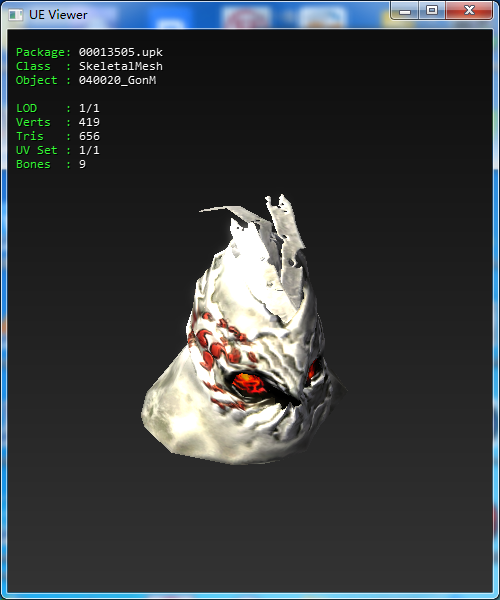 UE Viewer
Package: 00013505.upk
Class : SkeletalMesh
Object : 040020_GonM
LOD : 1/1
Verts : 419
Tris : 656
UV Set : 1/1
Bones : 9